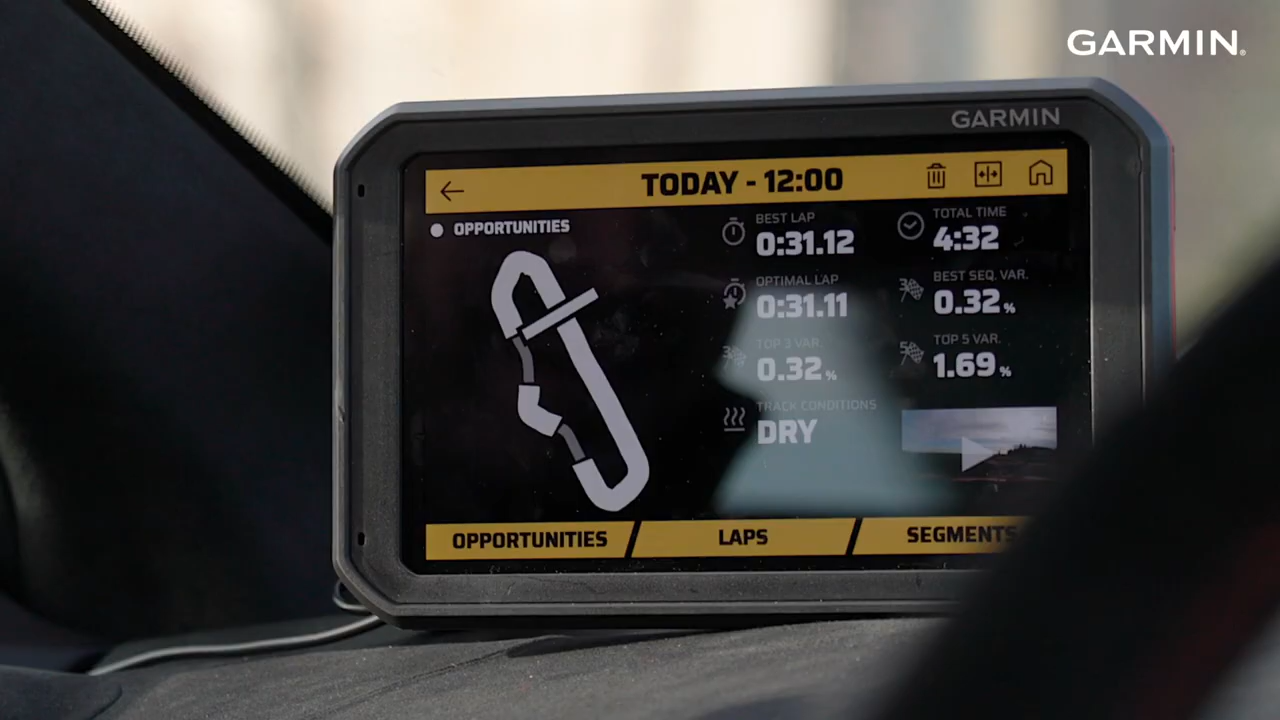 GARMIN
GARMIN
TODAY - 12:00
OPPORTUNITIES
BEST LAP
0:31.12
TOTAL TIME
4:32
OPTIMAL LAP
0:31.11
BEST SEQ. VAR.
0.32 %
3
TOP 3 VAR.
0.32 %
5
TOP 5 VAR.
1.69 %
TRACK CONDITIONS
DRY
OPPORTUNITIES
LAPS
SEGMENTS